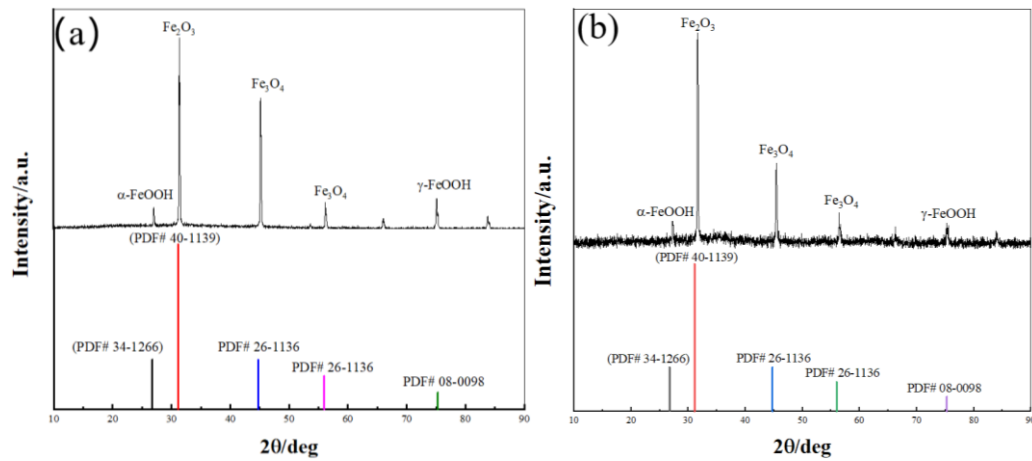 (a)
Fe₂O₃
Fe₃O₄
α-FeOOH
Fe₃O₄
γ-FeOOH
(PDF# 40-1139)
(PDF# 34-1266)
PDF# 26-1136
PDF# 26-1136
PDF# 08-0098
Intensity/a.u.
10 20 30 40 50 60 70 80 90
2θ/deg
(b)
Fe₂O₃
Fe₃O₄
Fe₃O₄
α-FeOOH
γ-FeOOH
(PDF# 40-1139)
(PDF# 34-1266)
PDF# 26-1136
PDF# 26-1136
PDF# 08-0098
Intensity/a.u.
10 20 30 40 50 60 70 80 90
2θ/deg